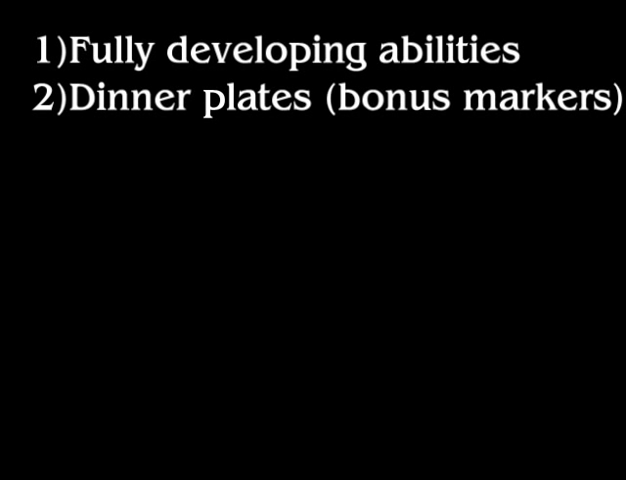 1)Fully developing abilities
2)Dinner plates (bonus markers)